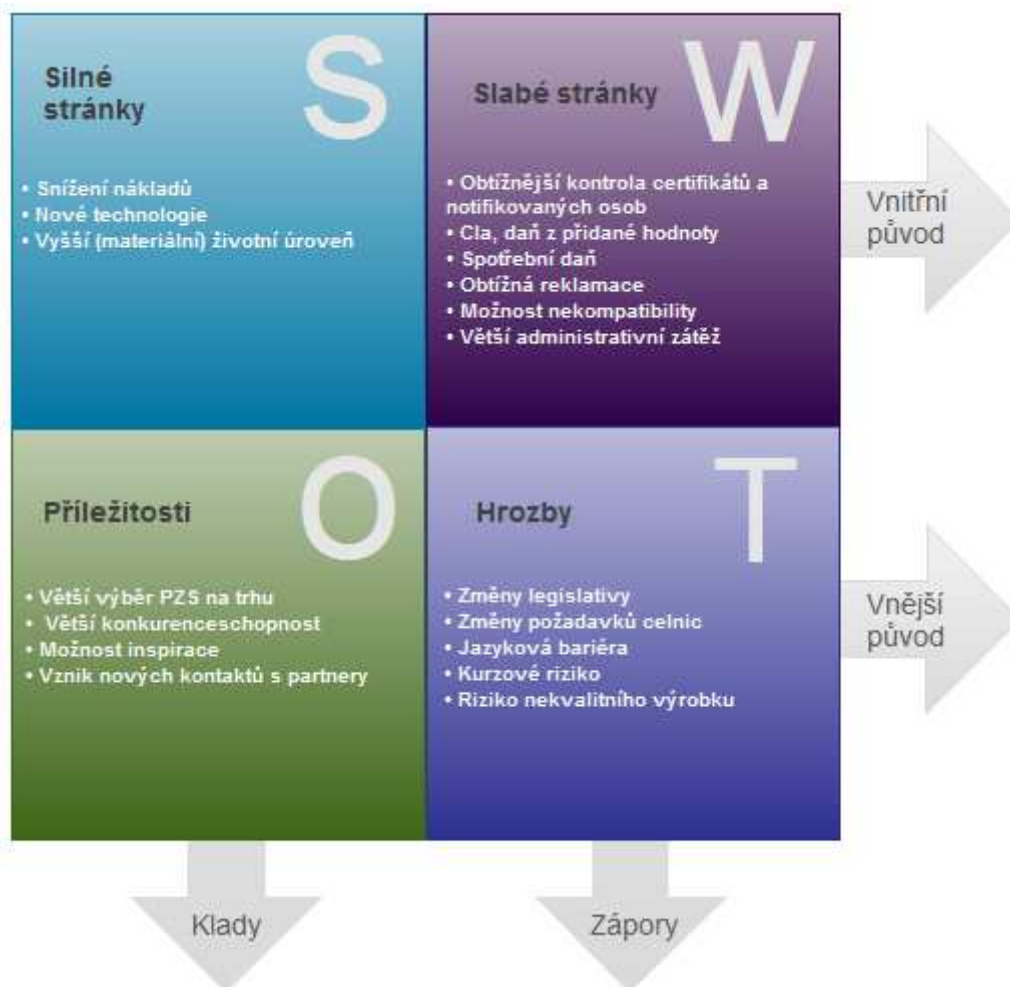 Silné
stránky
S
• Snížení nákladů
• Nové technologie
• Vyšší (materiální) životní úroveň
Slabé stránky
W
• Obtížnější kontrola certifikátů a
notifikovaných osob
• Cla, daň z přidané hodnoty
• Spotřební daň
• Obtížná reklamace
• Možnost nekompatibility
• Větší administrativní zátěž
Vnitřní
původ
Příležitosti
O
• Větší výběr PZS na trhu
• Větší konkurenceschopnost
• Možnost inspirace
• Vznik nových kontaktů s partnery
Hrozby
T
• Změny legislativy
• Změny požadavků celnic
• Jazyková bariéra
• Kurzové riziko
• Riziko nekvalitního výrobku
Vnější
původ
Klady
Zápory